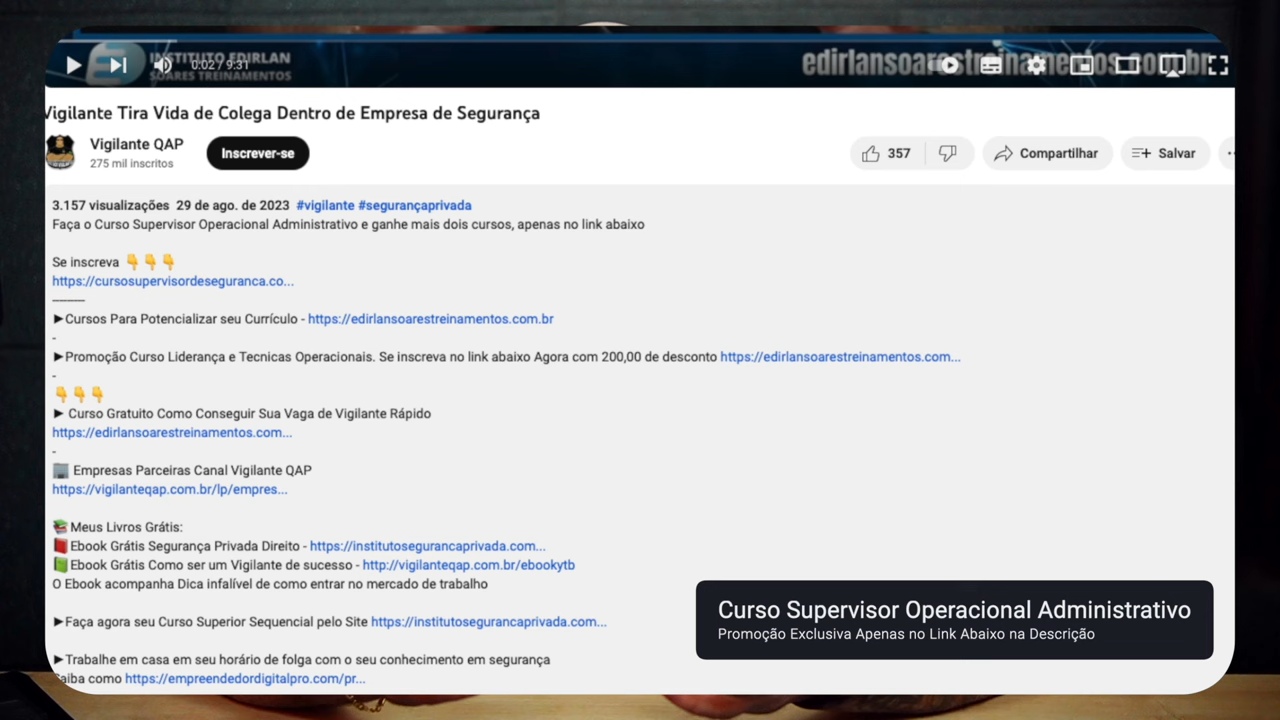 INSTITUTO EDIRLAN
SOARES TREINAMENTOS
0:02 / 9:31
edirlansoarestreinamentos.com.br
Vigilante Tira Vida de Colega Dentro de Empresa de Segurança
Vigilante QAP
275 mil inscritos
Inscrever-se
357
Compartilhar
Salvar
3.157 visualizações 29 de ago. de 2023 #vigilante #segurançaprivada
Faça o Curso Supervisor Operacional Administrativo e ganhe mais dois cursos, apenas no link abaixo
Se inscreva 👇👇👇
https://cursosupervisordeseguranca.co...
----------
►Cursos Para Potencializar seu Currículo - https://edirlansoarestreinamentos.com.br
-
►Promoção Curso Liderança e Tecnicas Operacionais. Se inscreva no link abaixo Agora com 200,00 de desconto https://edirlansoarestreinamentos.com...
-
👇👇👇
► Curso Gratuito Como Conseguir Sua Vaga de Vigilante Rápido
https://edirlansoarestreinamentos.com...
-
🏢 Empresas Parceiras Canal Vigilante QAP
https://vigilanteqap.com.br/lp/empres...
📚Meus Livros Grátis:
📕Ebook Grátis Segurança Privada Direito - https://institutosegurancaprivada.com...
📗Ebook Grátis Como ser um Vigilante de sucesso - http://vigilanteqap.com.br/ebookytb
O Ebook acompanha Dica infalível de como entrar no mercado de trabalho
►Faça agora seu Curso Superior Sequencial pelo Site https://institutosegurancaprivada.com...
►Trabalhe em casa em seu horário de folga com o seu conhecimento em segurança
Saiba como https://empreendedordigitalpro.com/pr...
Curso Supervisor Operacional Administrativo
Promoção Exclusiva Apenas no Link Abaixo na Descrição